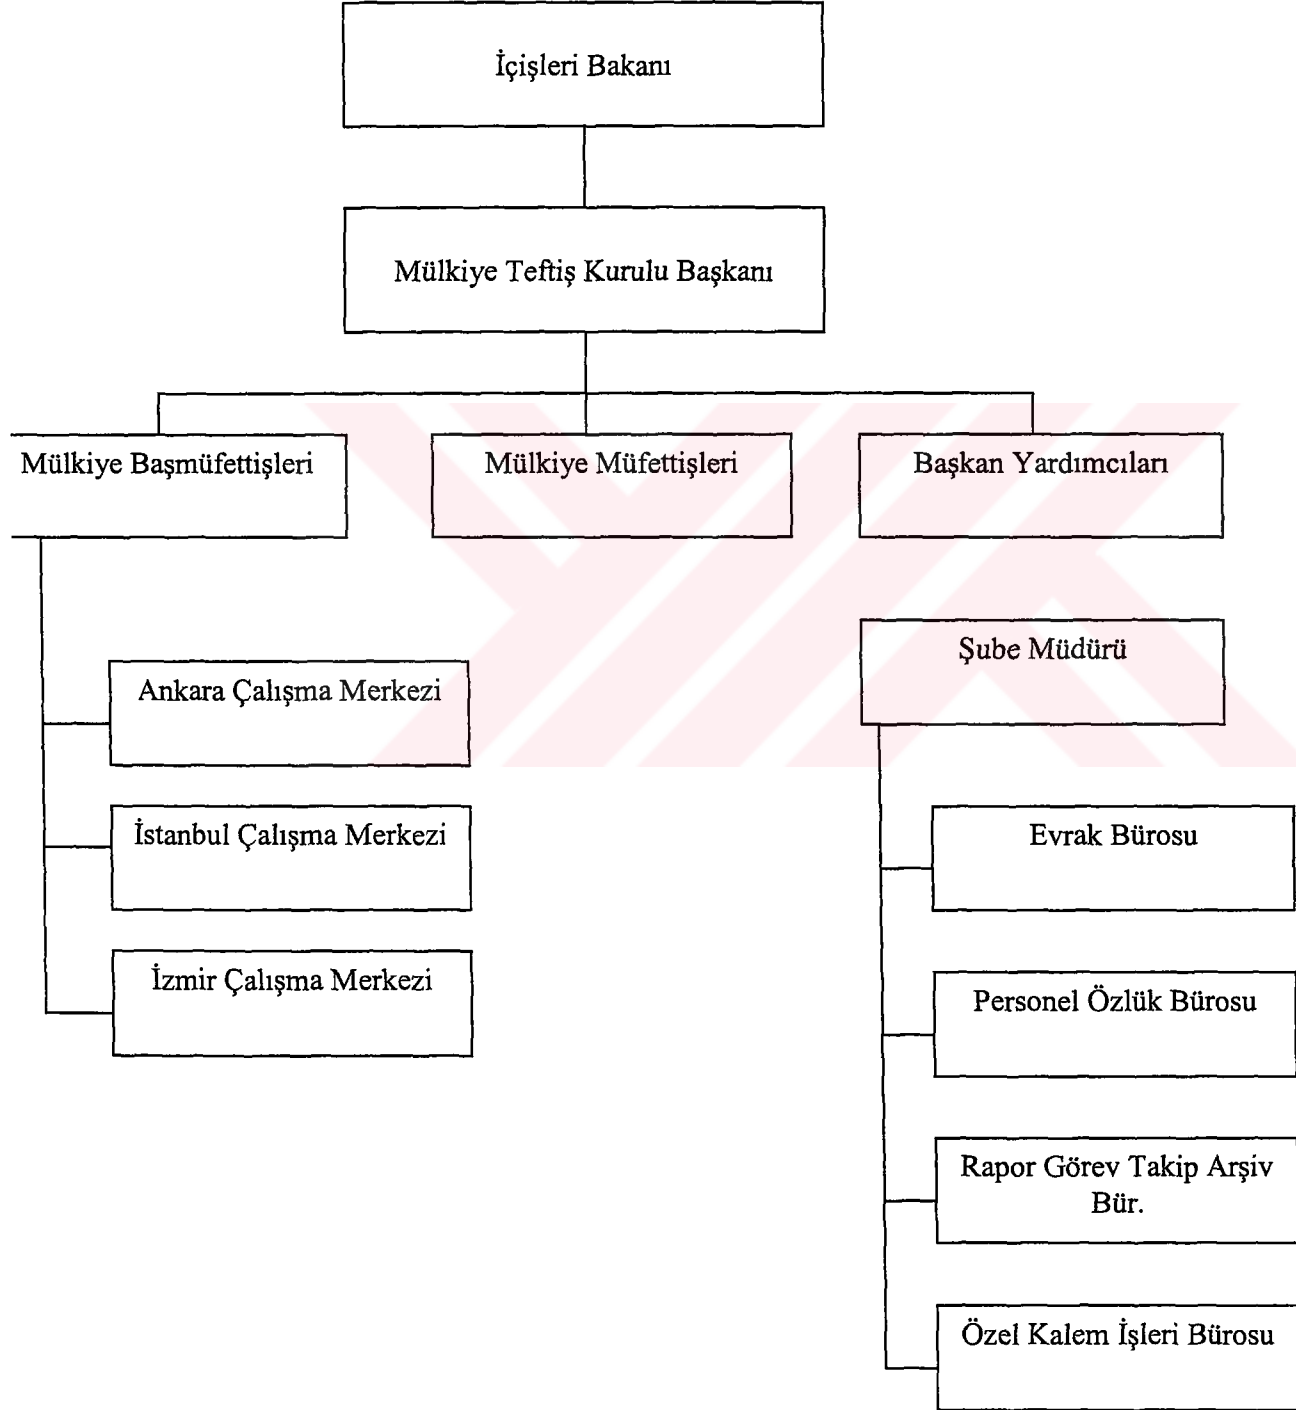 İçişleri Bakanı
Mülkiye Teftiş Kurulu Başkanı
Mülkiye Başmüfettişleri
Mülkiye Müfettişleri
Başkan Yardımcıları
Şube Müdürü
Ankara Çalışma Merkezi
İstanbul Çalışma Merkezi
İzmir Çalışma Merkezi
Evrak Bürosu
Personel Özlük Bürosu
Rapor Görev Takip Arşiv
Bür.
Özel Kalem İşleri Bürosu